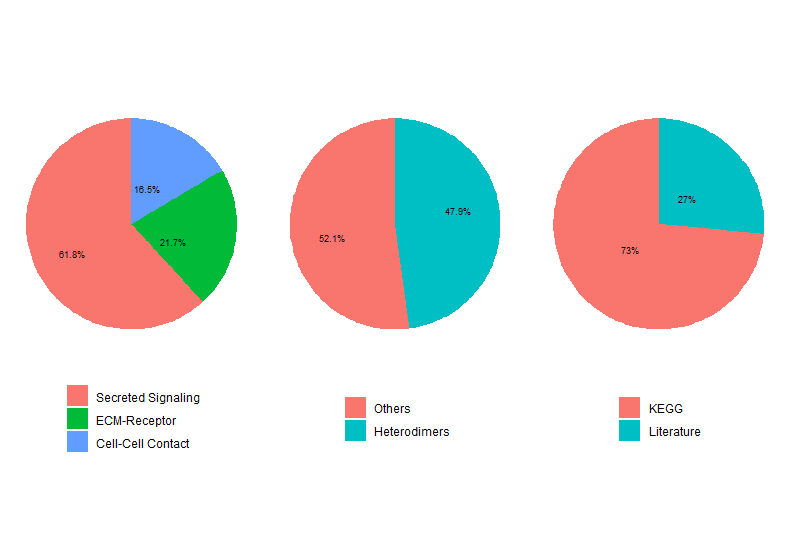 16.5%
21.7%
61.8%
47.9%
52.1%
27%
73%
Secreted Signaling
ECM-Receptor
Cell-Cell Contact
Others
Heterodimers
KEGG
Literature